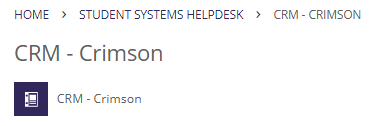 HOME > STUDENT SYSTEMS HELPDESK > CRM - CRIMSON
CRM - Crimson
CRM - Crimson